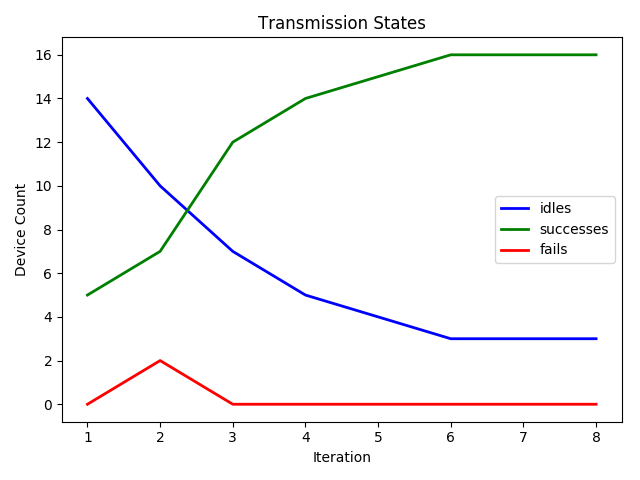 Transmission States
16
14
12
10
8
6
4
2
0
Device Count
idles
successes
fails
1 2 3 4 5 6 7 8
Iteration